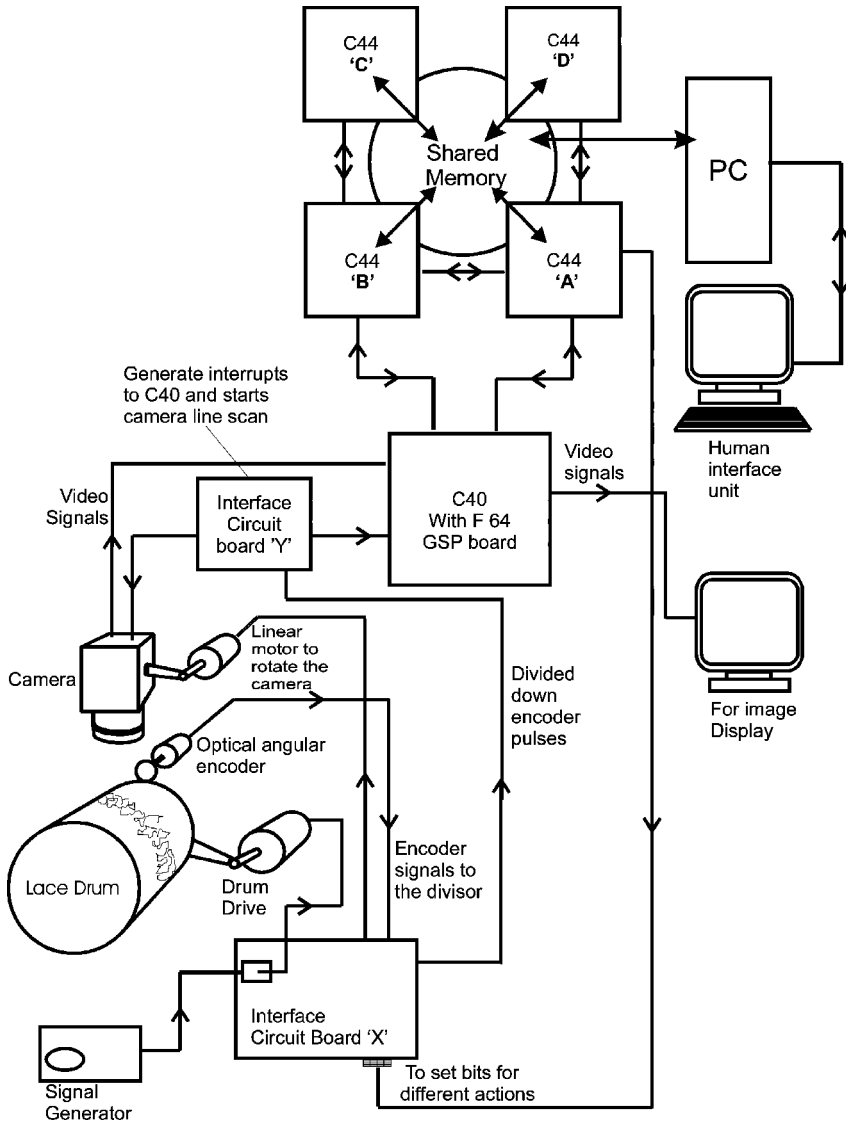 C44
'C'
C44
'D'
Shared
Memory
PC
C44
'B'
C44
'A'
Generate interrupts
to C40 and starts
camera line scan
Human
interface
unit
Video
Signals
Interface
Circuit
board 'Y'
C40
With F 64
GSP board
Video
signals
Linear
motor to
rotate the
camera
Camera
Divided
down
encoder
pulses
For image
Display
Optical angular
encoder
Lace Drum
Drum
Drive
Encoder
signals to
the divisor
Interface
Circuit Board 'X'
To set bits for
different actions
Signal
Generator